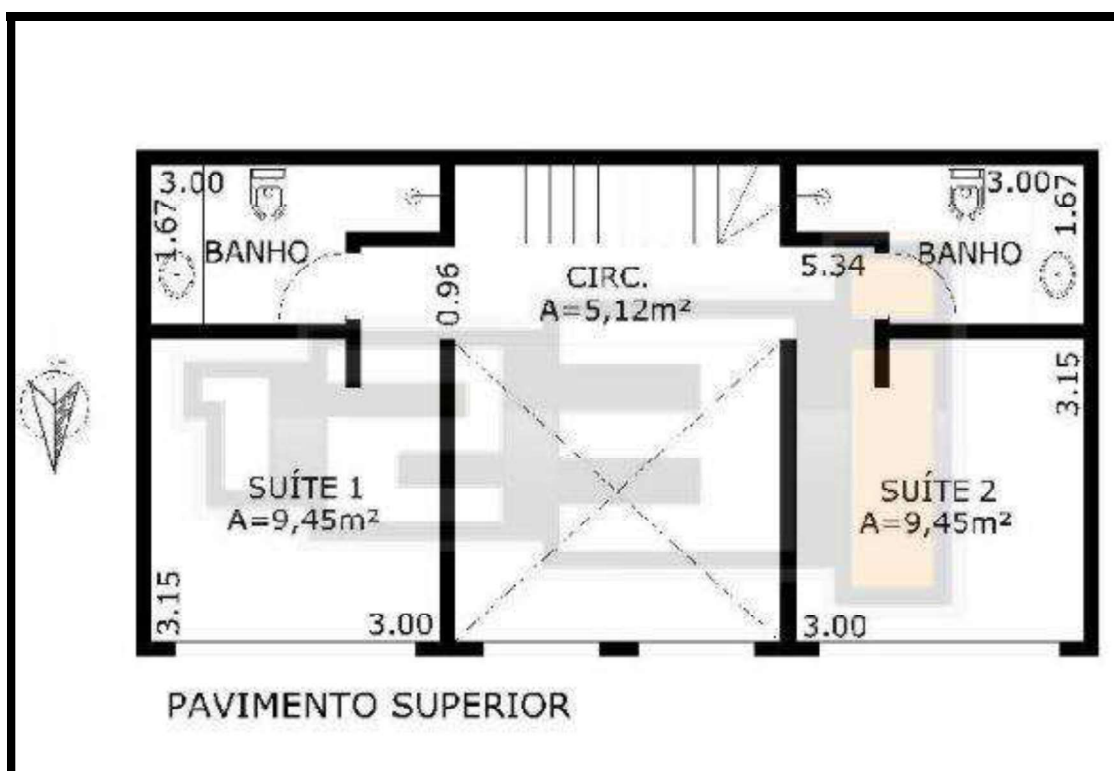 3.00
1.67
BANHO
3.00
1.67
BANHO
0.96
CIRC.
A=5,12m²
5.34
3.15
SUÍTE 1
A=9,45m²
SUÍTE 2
A=9,45m²
3.15
3.00
3.00
PAVIMENTO SUPERIOR